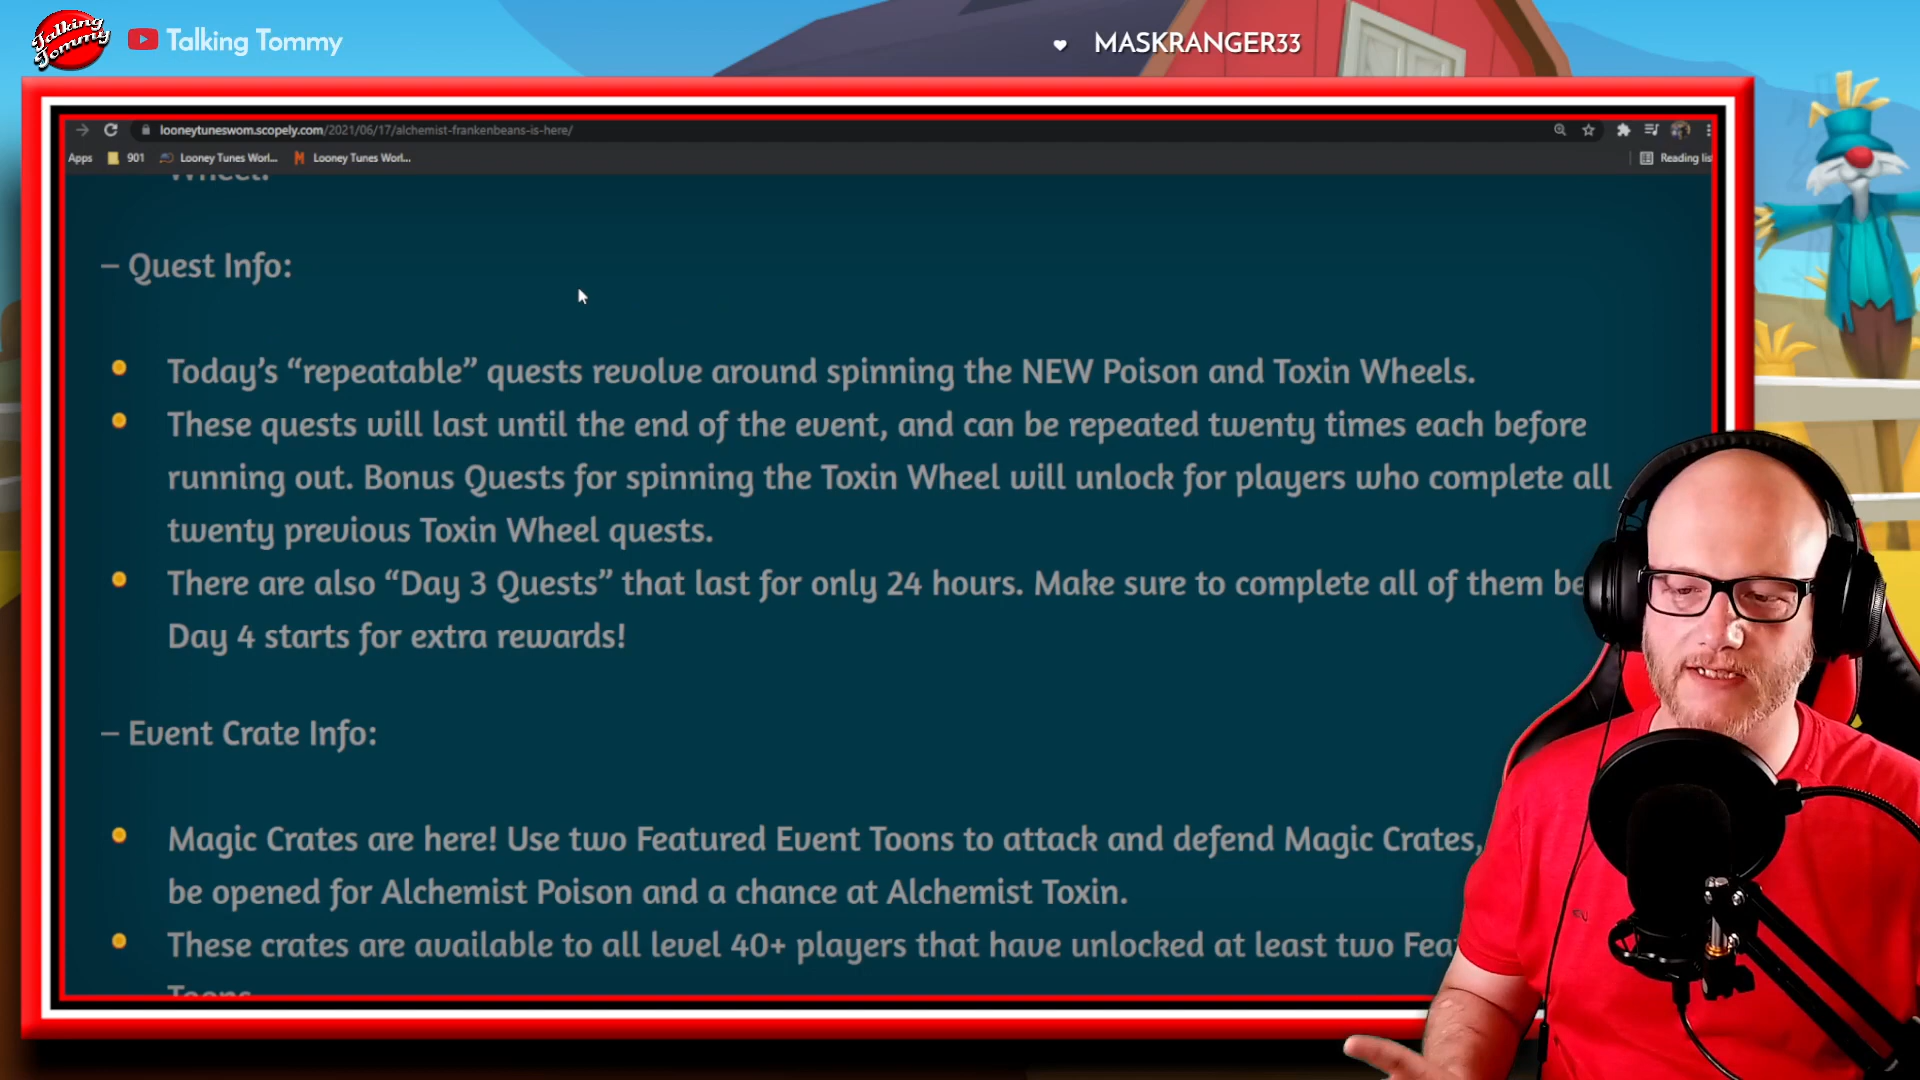 Talking Tommy
Talking Tommy
MASKRANGER33
looneytuneswom.scopely.com/2021/06/17/alchemist-frankenbeans-is-here/
Apps 901 Looney Tunes Worl... Looney Tunes Worl... Reading lis
Wheel.
– Quest Info:
Today’s “repeatable” quests revolve around spinning the NEW Poison and Toxin Wheels.
These quests will last until the end of the event, and can be repeated twenty times each before
running out. Bonus Quests for spinning the Toxin Wheel will unlock for players who complete all
twenty previous Toxin Wheel quests.
There are also “Day 3 Quests” that last for only 24 hours. Make sure to complete all of them be
Day 4 starts for extra rewards!
– Event Crate Info:
Magic Crates are here! Use two Featured Event Toons to attack and defend Magic Crates,
be opened for Alchemist Poison and a chance at Alchemist Toxin.
These crates are available to all level 40+ players that have unlocked at least two Fea
Toons